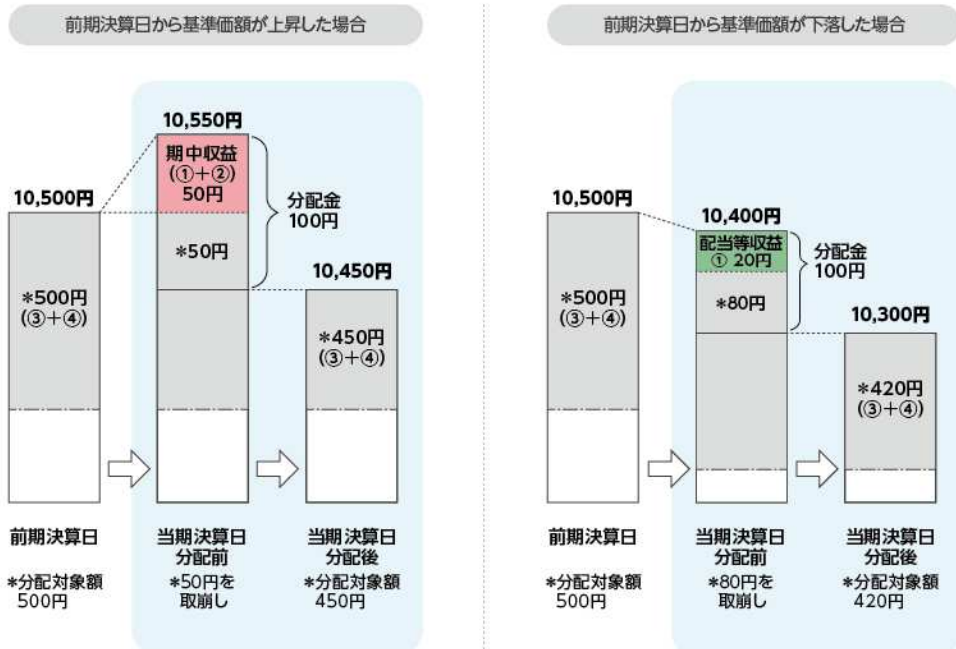 前期決算日から基準価額が上昇した場合
10,550円
期中収益
(①+②)
50円
10,500円
分配金
100円
*50円
10,450円
*500円
(③+④)
*450円
(③+④)
前期決算日
当期決算日
分配前
当期決算日
分配後
*分配対象額
500円
*50円を
取崩し
*分配対象額
450円
前期決算日から基準価額が下落した場合
10,500円
10,400円
配当等収益
① 20円
分配金
100円
*80円
*500円
(③+④)
10,300円
*420円
(③+④)
前期決算日
当期決算日
分配前
当期決算日
分配後
*分配対象額
500円
*80円を
取崩し
*分配対象額
420円